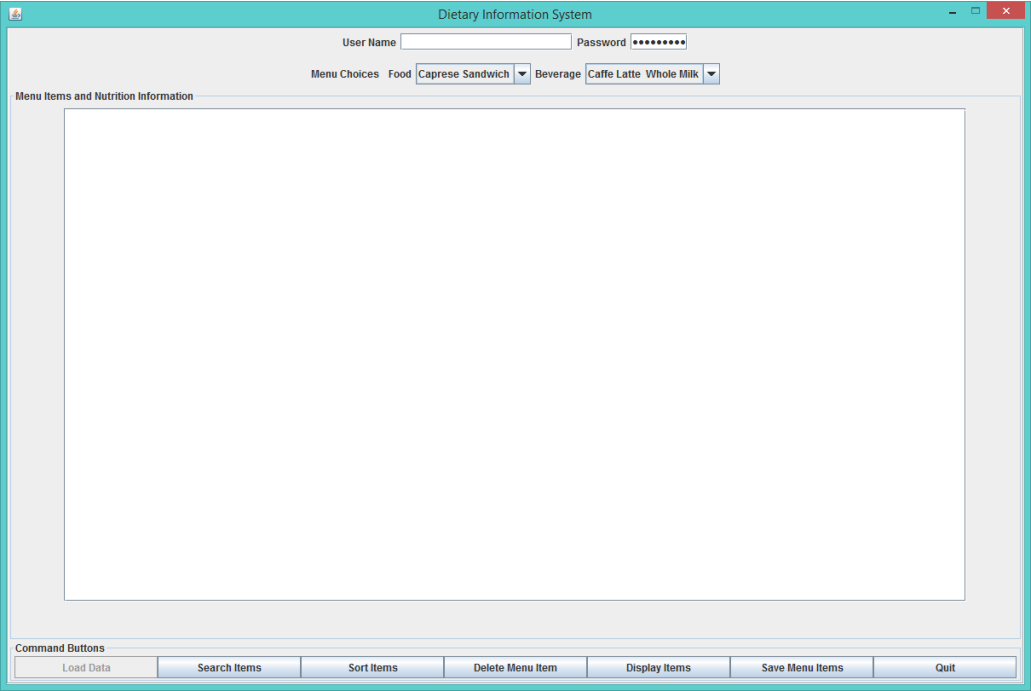 Dietary Information System
User Name Password •••••••••
Menu Choices Food Caprese Sandwich Beverage Caffe Latte Whole Milk
Menu Items and Nutrition Information
Command Buttons
Load Data Search Items Sort Items Delete Menu Item Display Items Save Menu Items Quit